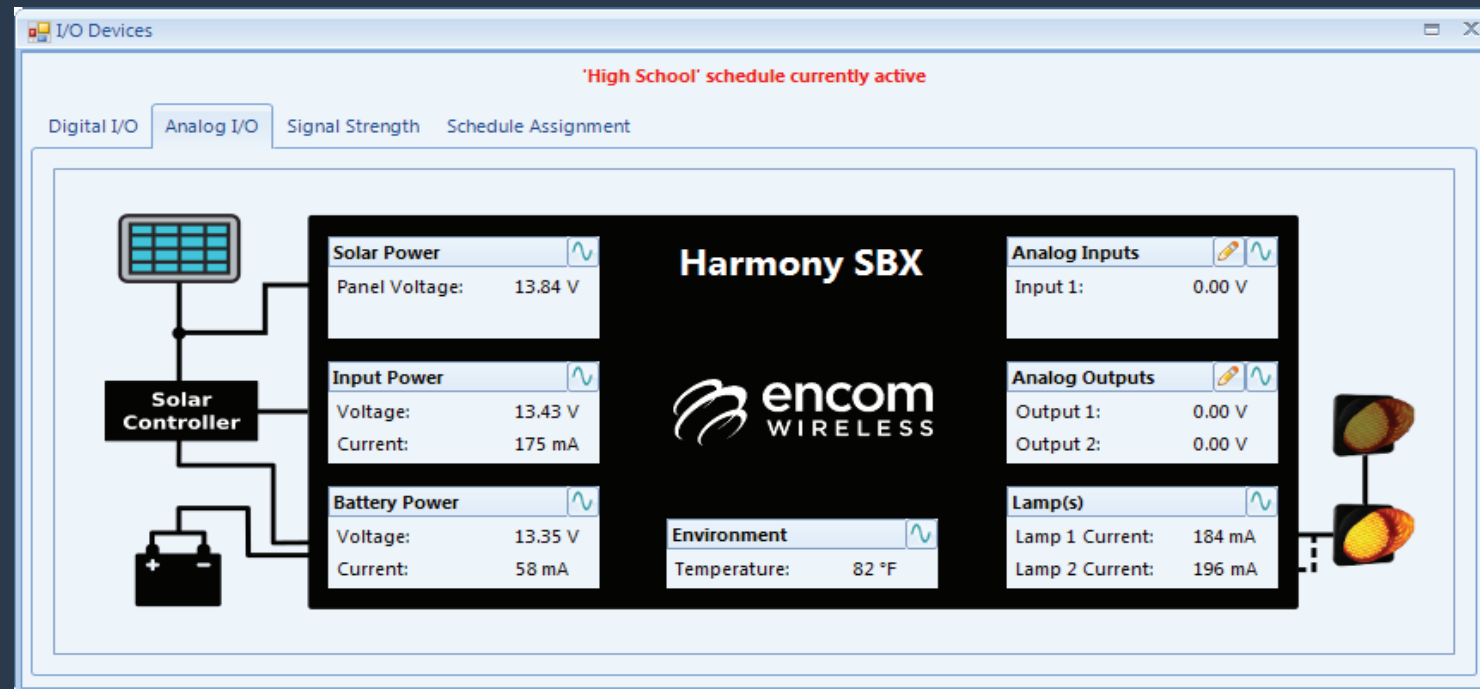 I/O Devices
'High School' schedule currently active
Digital I/O Analog I/O Signal Strength Schedule Assignment
Solar Power
Panel Voltage: 13.84 V
Harmony SBX
Analog Inputs
Input 1: 0.00 V
Solar
Controller
Input Power
Voltage: 13.43 V
Current: 175 mA
encom
WIRELESS
Analog Outputs
Output 1: 0.00 V
Output 2: 0.00 V
Battery Power
Voltage: 13.35 V
Current: 58 mA
Environment
Temperature: 82 °F
Lamp(s)
Lamp 1 Current: 184 mA
Lamp 2 Current: 196 mA
+ -